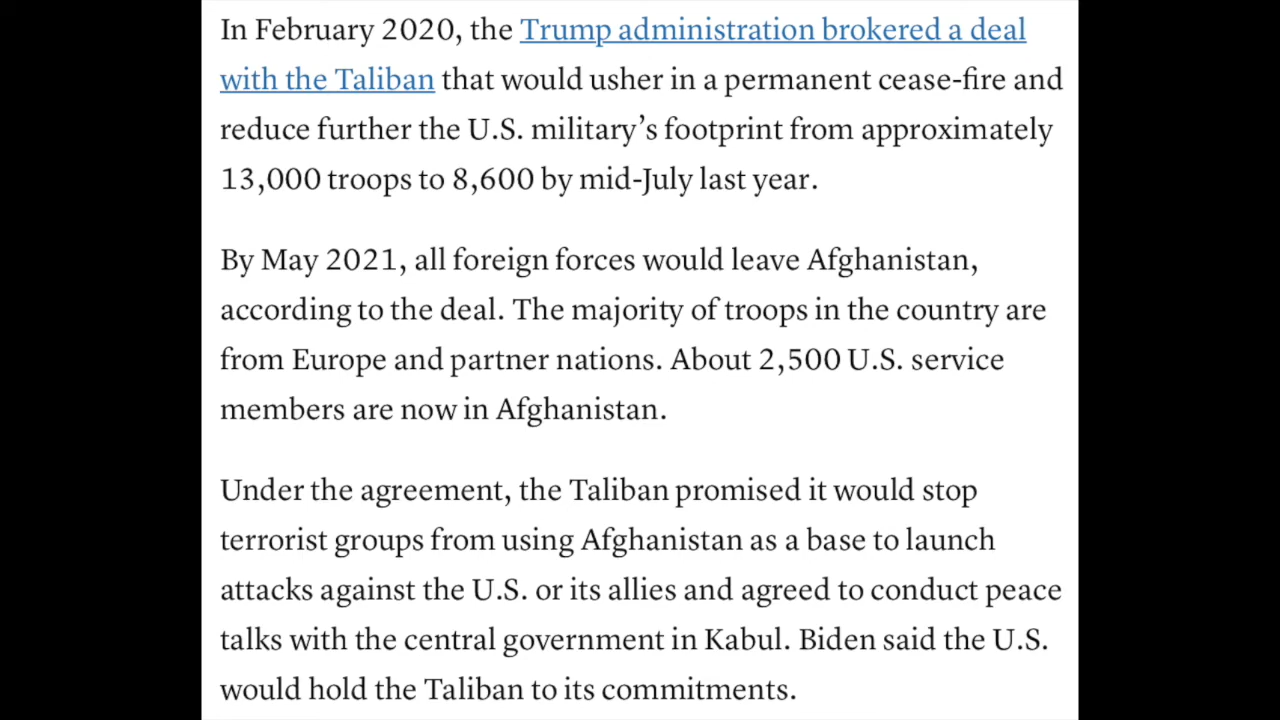 In February 2020, the Trump administration brokered a deal
with the Taliban that would usher in a permanent cease-fire and
reduce further the U.S. military’s footprint from approximately
13,000 troops to 8,600 by mid-July last year.
By May 2021, all foreign forces would leave Afghanistan,
according to the deal. The majority of troops in the country are
from Europe and partner nations. About 2,500 U.S. service
members are now in Afghanistan.
Under the agreement, the Taliban promised it would stop
terrorist groups from using Afghanistan as a base to launch
attacks against the U.S. or its allies and agreed to conduct peace
talks with the central government in Kabul. Biden said the U.S.
would hold the Taliban to its commitments.